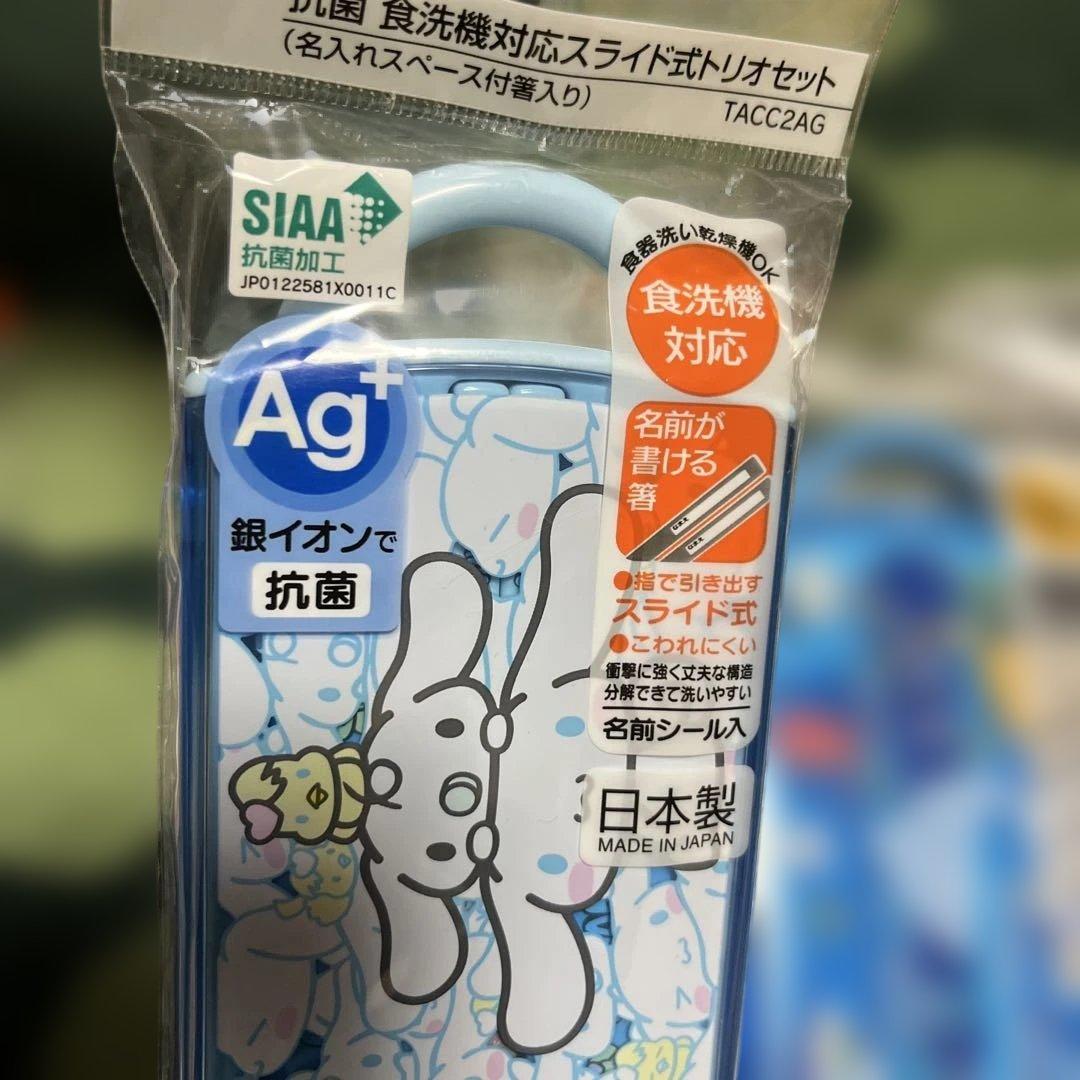 抗菌 食洗機対応スライド式トリオセット
(名入れスペース付箸入り)
TACC2AG
SIAA
抗菌加工
JP0122581X0011C
Ag+
銀イオンで
抗菌
食器洗い乾燥機OK
食洗機
対応
名前が
書ける
箸
なまえ
なまえ
●指で引き出す
スライド式
●こわれにくい
衝撃に強く丈夫な構造
分解できて洗いやすい
名前シール入
日本製
MADE IN JAPAN